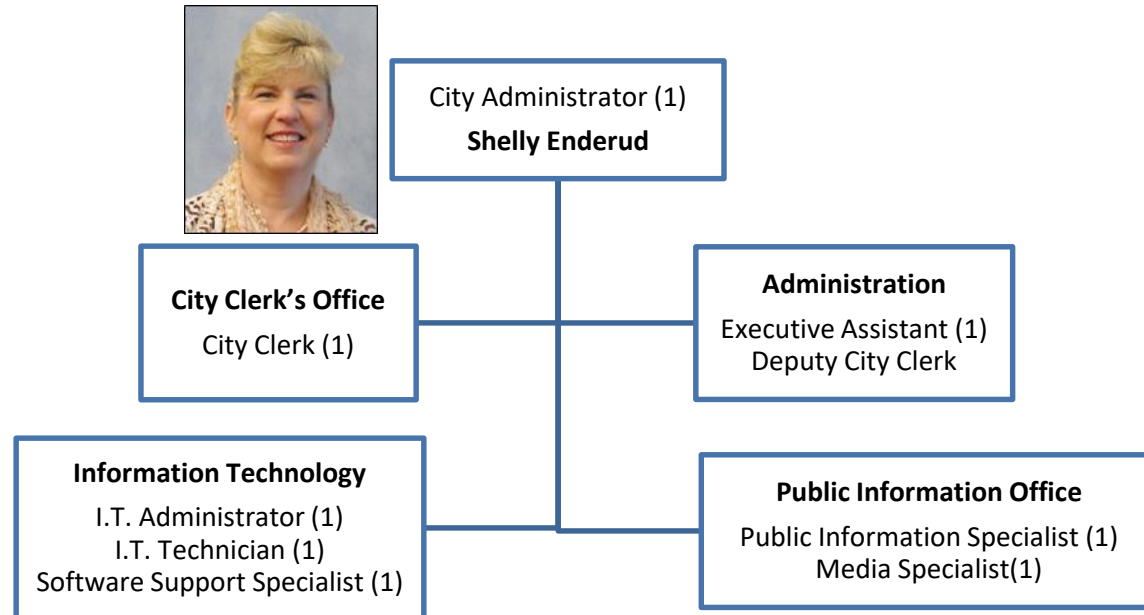 City Administrator (1)
Shelly Enderud
City Clerk’s Office
City Clerk (1)
Administration
Executive Assistant (1)
Deputy City Clerk
Information Technology
I.T. Administrator (1)
I.T. Technician (1)
Software Support Specialist (1)
Public Information Office
Public Information Specialist (1)
Media Specialist(1)